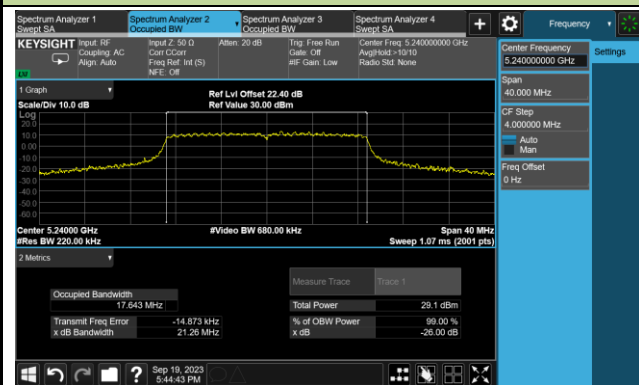 Spectrum Analyzer 1
Swept SA
Spectrum Analyzer 2
Occupied BW
Spectrum Analyzer 3
Occupied BW
Spectrum Analyzer 4
Swept SA
+
Frequency
KEYSIGHT
Input: RF
Coupling: AC
Align: Auto
Input Z: 50 Ω
Corr CCorr
Freq Ref: Int (S)
NFE: Off
Atten: 20 dB
Trig: Free Run
Gate: Off
#IF Gain: Low
Center Freq: 5.240000000 GHz
Avg|Hold:>10/10
Radio Std: None
Center Frequency
5.240000000 GHz
Settings
Span
40.000 MHz
CF Step
4.000000 MHz
Auto
Man
Freq Offset
0 Hz
1 Graph
Scale/Div 10.0 dB
Ref Lvl Offset 22.40 dB
Ref Value 30.00 dBm
Log
20.0
10.0
0.00
-10.0
-20.0
-30.0
-40.0
-50.0
-60.0
Center 5.24000 GHz
#Video BW 680.00 kHz
Span 40 MHz
#Res BW 220.00 kHz
Sweep 1.07 ms (2001 pts)
2 Metrics
Measure Trace
Trace 1
Occupied Bandwidth
17.643 MHz
Total Power
29.1 dBm
Transmit Freq Error
-14.873 kHz
% of OBW Power
99.00 %
x dB Bandwidth
21.26 MHz
x dB
-26.00 dB
?
Sep 19, 2023
5:44:43 PM